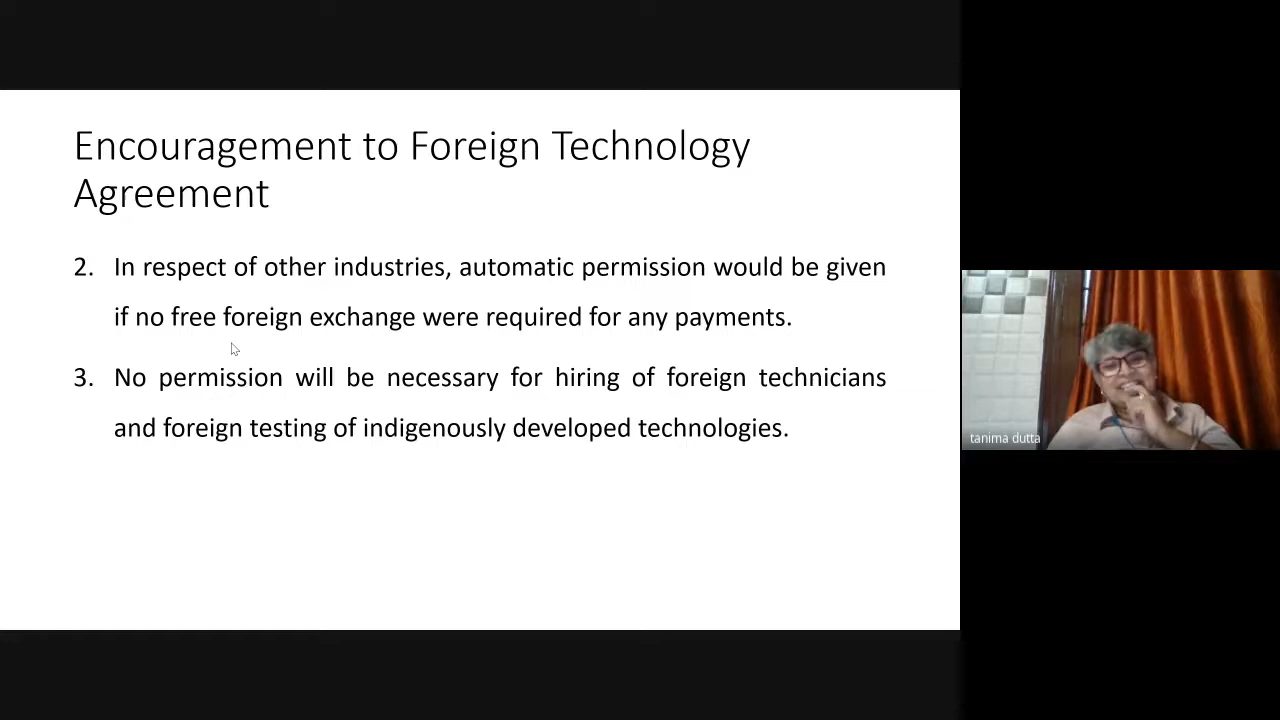 Encouragement to Foreign Technology
Agreement
2. In respect of other industries, automatic permission would be given
if no free foreign exchange were required for any payments.
3. No permission will be necessary for hiring of foreign technicians
and foreign testing of indigenously developed technologies.
tanima dutta